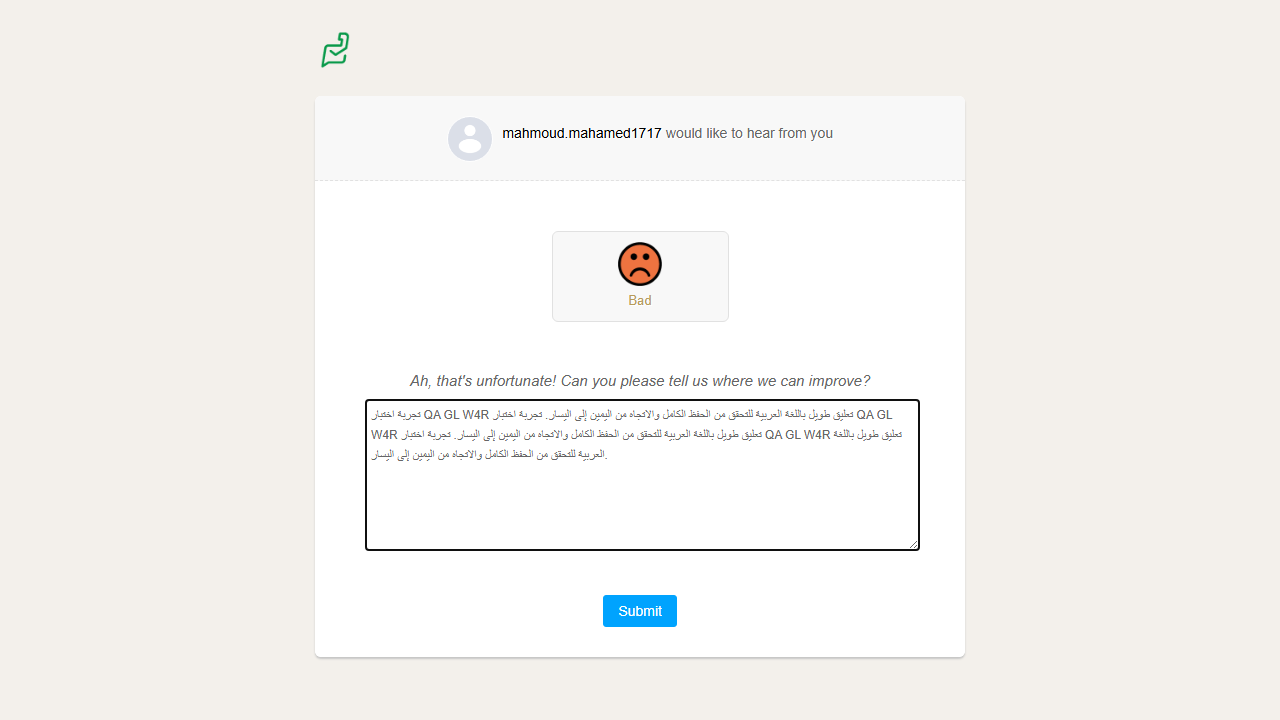 mahmoud.mahamed1717 would like to hear from you
Bad
Ah, that's unfortunate! Can you please tell us where we can improve?
تجربة اختبار QA GL W4R تعليق طويل باللغة العربية للتحقق من الحفظ الكامل والاتجاه من اليمين إلى اليسار. تجربة اختبار QA GL
W4R تعليق طويل باللغة العربية للتحقق من الحفظ الكامل والاتجاه من اليمين إلى اليسار. تجربة اختبار QA GL W4R تعليق طويل باللغة
العربية للتحقق من الحفظ الكامل والاتجاه من اليمين إلى اليسار.
Submit